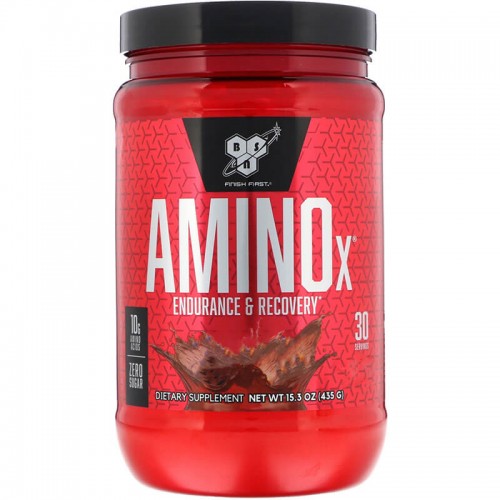 BSN
FINISH FIRST.®
AMINOx®
ENDURANCE & RECOVERY*
10G
AMINO
ACIDS
ZERO
SUGAR
30
SERVINGS
DIETARY SUPPLEMENT NET WT 15.3 OZ (435 G)